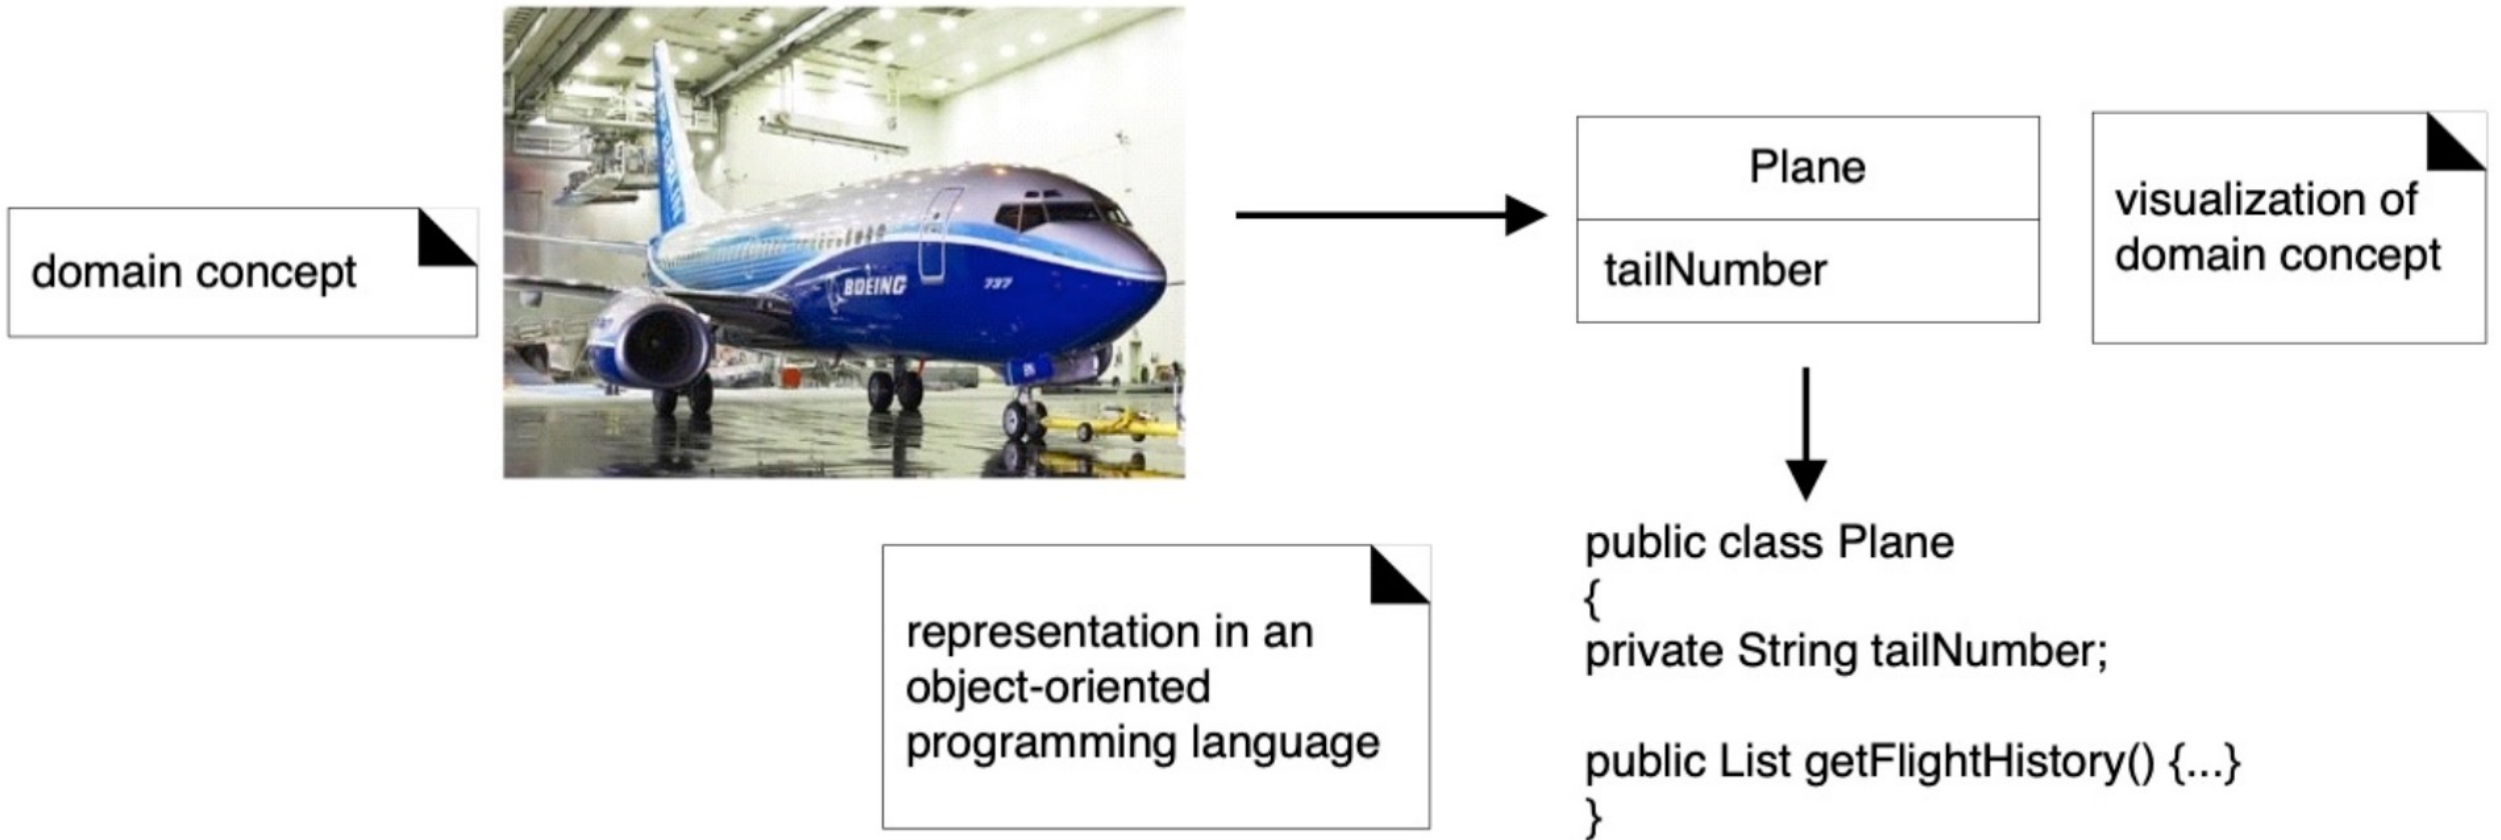 domain concept
BOEING
737
Plane
tailNumber
visualization of
domain concept
representation in an
object-oriented
programming language
public class Plane
{
private String tailNumber;
public List getFlightHistory() {...}
}